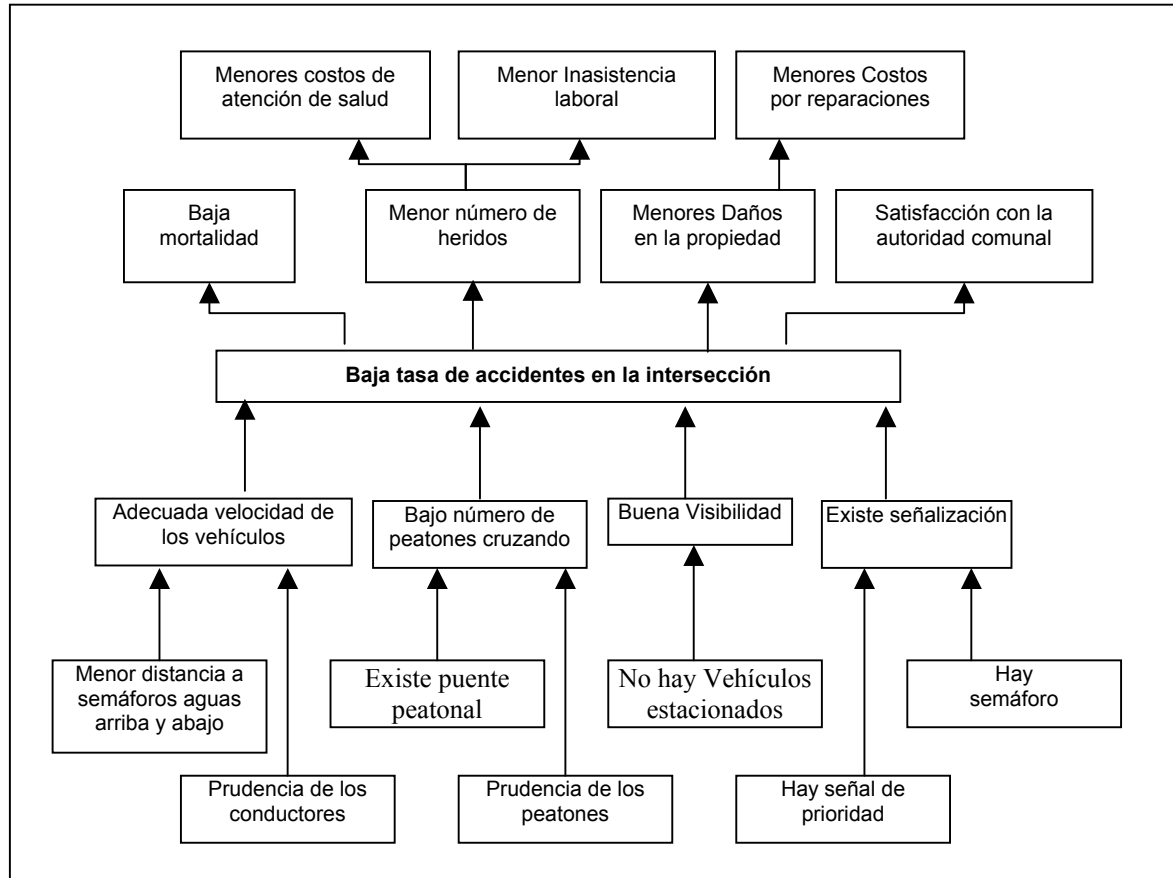 Menores costos de
atención de salud
Menor Inasistencia
laboral
Menores Costos
por reparaciones
Baja
mortalidad
Menor número de
heridos
Menores Daños
en la propiedad
Satisfacción con la
autoridad comunal
Baja tasa de accidentes en la intersección
Adecuada velocidad de
los vehículos
Bajo número de
peatones cruzando
Buena Visibilidad
Existe señalización
Menor distancia a
semáforos aguas
arriba y abajo
Existe puente
peatonal
No hay Vehículos
estacionados
Hay
semáforo
Prudencia de los
conductores
Prudencia de los
peatones
Hay señal de
prioridad